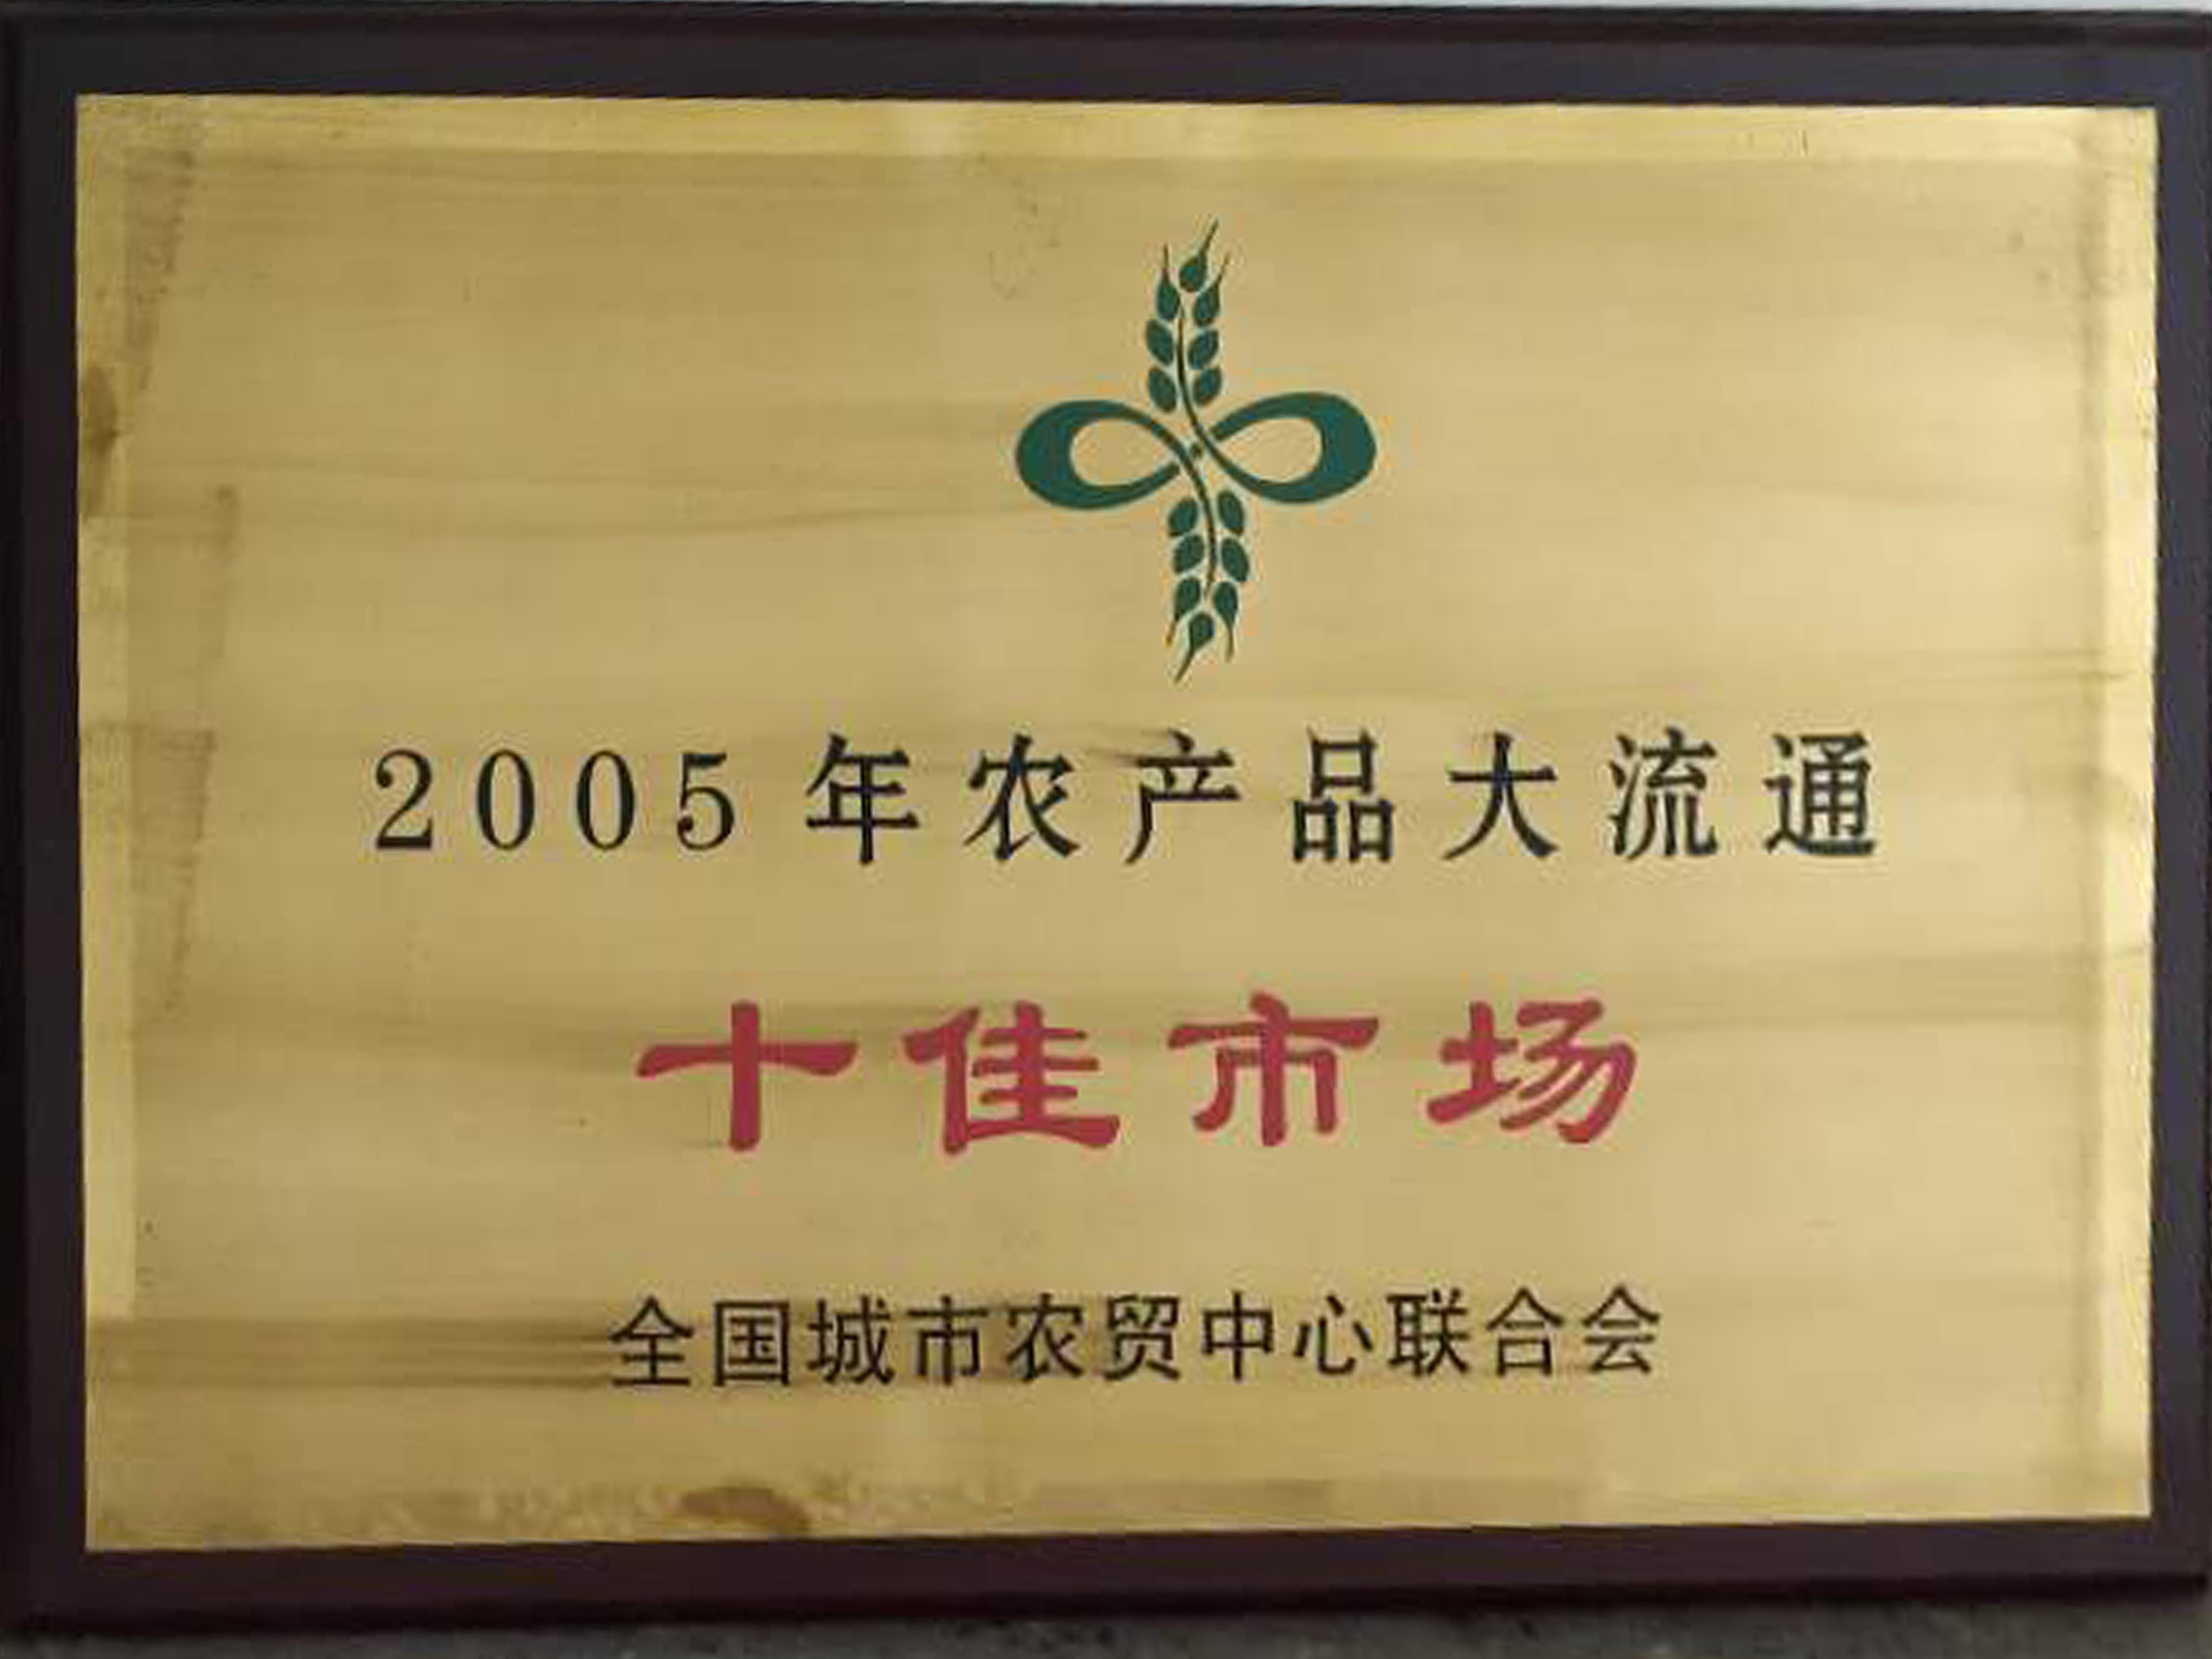 2005年农产品大流通
十佳市场
全国城市农贸中心联合会